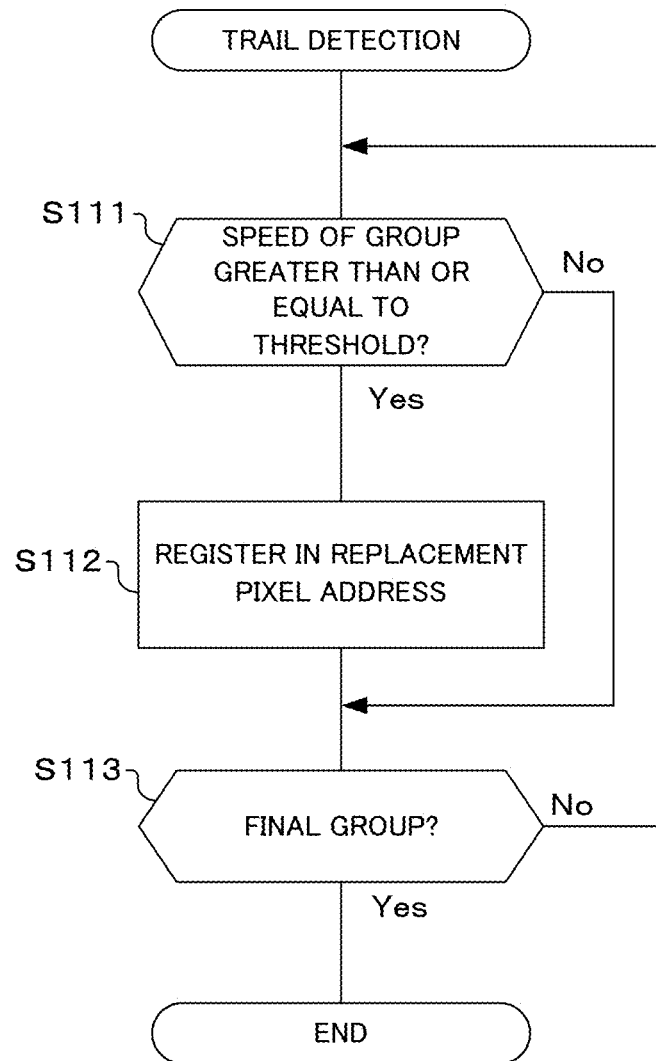 TRAIL DETECTION
S111
SPEED OF GROUP
GREATER THAN OR
EQUAL TO
THRESHOLD?
No
Yes
S112
REGISTER IN REPLACEMENT
PIXEL ADDRESS
S113
FINAL GROUP?
No
Yes
END